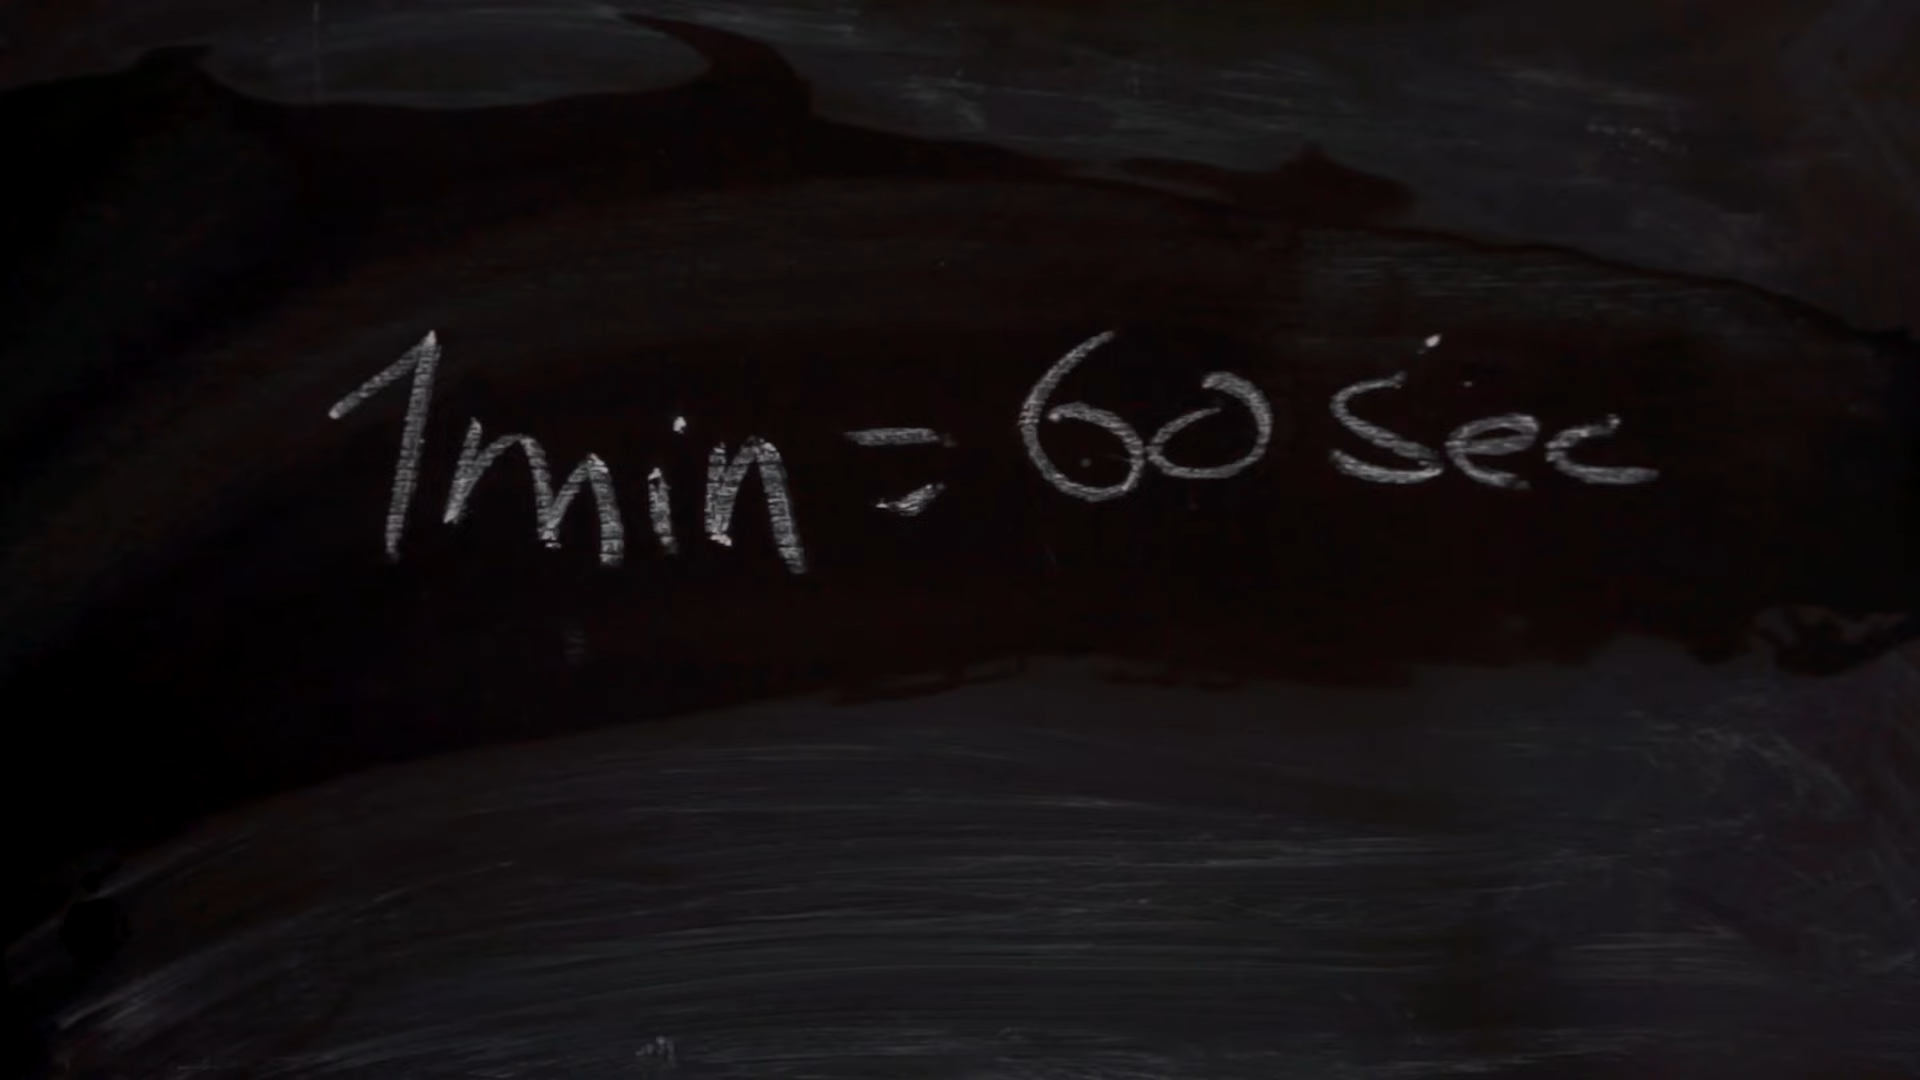 1min = 60 sec